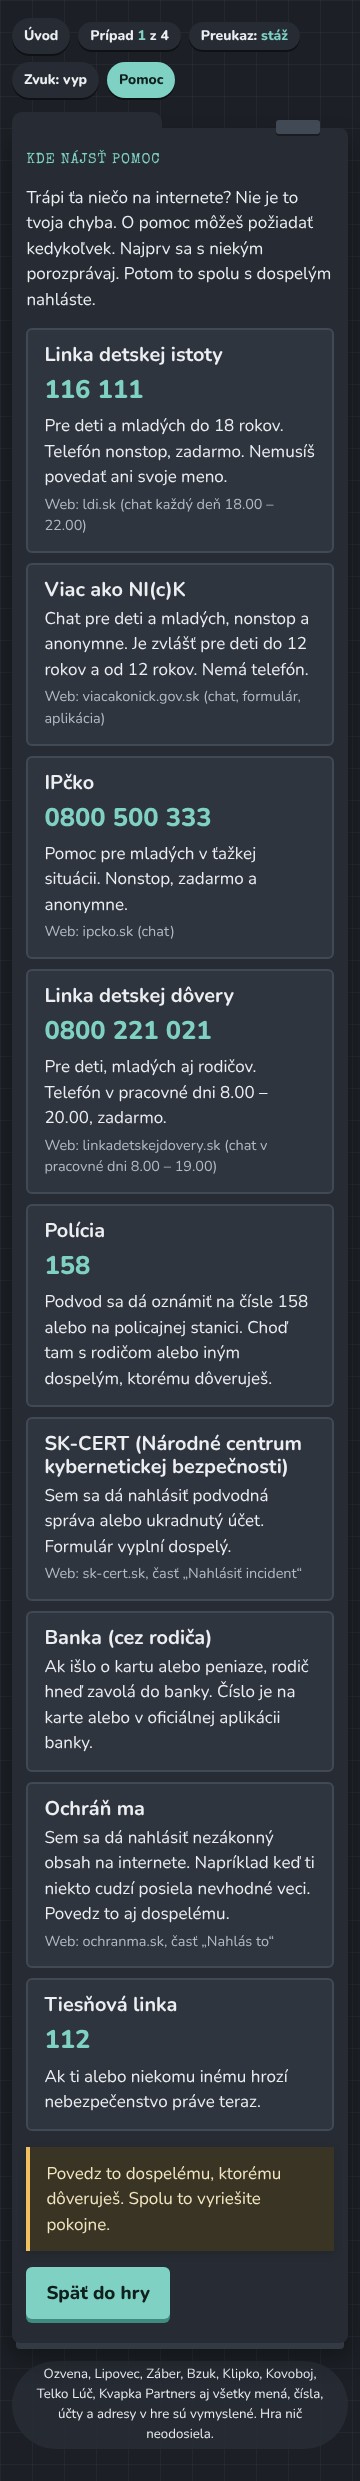 Úvod
Prípad 1 z 4
Preukaz: stáž
Zvuk: vyp
Pomoc
KDE NÁJSŤ POMOC
Trápi ťa niečo na internete? Nie je to
tvoja chyba. O pomoc môžeš požiadať
kedykoľvek. Najprv sa s niekým
porozprávaj. Potom to spolu s dospelým
nahláste.
Linka detskej istoty
116 111
Pre deti a mladých do 18 rokov.
Telefón nonstop, zadarmo. Nemusíš
povedať ani svoje meno.
Web: ldi.sk (chat každý deň 18.00 –
22.00)
Viac ako NI(c)K
Chat pre deti a mladých, nonstop a
anonymne. Je zvlášť pre deti do 12
rokov a od 12 rokov. Nemá telefón.
Web: viacakonick.gov.sk (chat, formulár,
aplikácia)
IPčko
0800 500 333
Pomoc pre mladých v ťažkej
situácii. Nonstop, zadarmo a
anonymne.
Web: ipcko.sk (chat)
Linka detskej dôvery
0800 221 021
Pre deti, mladých aj rodičov.
Telefón v pracovné dni 8.00 –
20.00, zadarmo.
Web: linkadetskejdovery.sk (chat v
pracovné dni 8.00 – 19.00)
Polícia
158
Podvod sa dá oznámiť na čísle 158
alebo na policajnej stanici. Choď
tam s rodičom alebo iným
dospelým, ktorému dôveruješ.
SK-CERT (Národné centrum
kybernetickej bezpečnosti)
Sem sa dá nahlásiť podvodná
správa alebo ukradnutý účet.
Formulár vyplní dospelý.
Web: sk-cert.sk, časť „Nahlásiť incident“
Banka (cez rodiča)
Ak išlo o kartu alebo peniaze, rodič
hneď zavolá do banky. Číslo je na
karte alebo v oficiálnej aplikácii
banky.
Ochráň ma
Sem sa dá nahlásiť nezákonný
obsah na internete. Napríklad keď ti
niekto cudzí posiela nevhodné veci.
Povedz to aj dospelému.
Web: ochranma.sk, časť „Nahlás to“
Tiesňová linka
112
Ak ti alebo niekomu inému hrozí
nebezpečenstvo práve teraz.
Povedz to dospelému, ktorému
dôveruješ. Spolu to vyriešite
pokojne.
Späť do hry
Ozvena, Lipovec, Záber, Bzuk, Klipko, Kovoboj,
Telko Lúč, Kvapka Partners aj všetky mená, čísla,
účty a adresy v hre sú vymyslené. Hra nič
neodosiela.